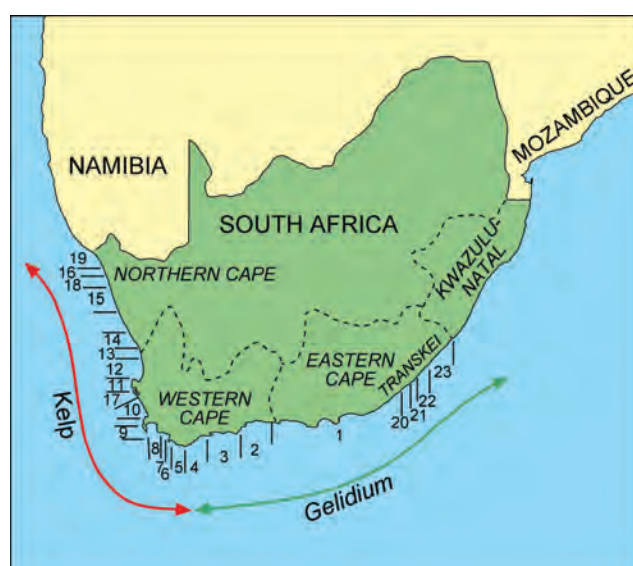 MOZAMBIQUE
NAMIBIA
SOUTH AFRICA
KWAZULU-
NATAL
NORTHERN CAPE
19
16
18
15
14
13
12
11
17
10
9
EASTERN
CAPE
TRANSKEI
WESTERN
CAPE
8
7
6
5
4
3
2
1
20
21
22
23
Kelp
Gelidium